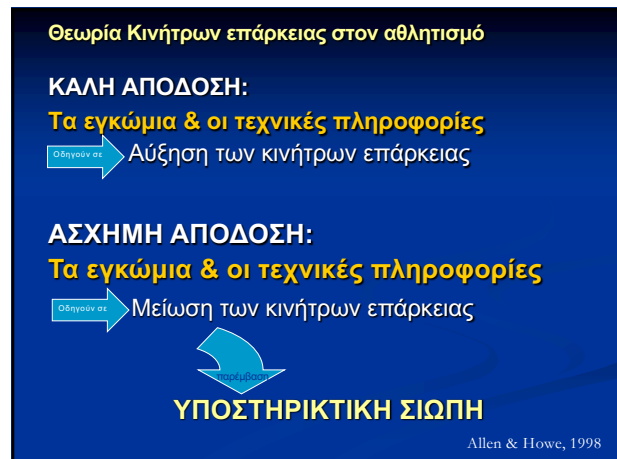 Θεωρία Κινήτρων επάρκειας στον αθλητισμό
ΚΑΛΗ ΑΠΟΔΟΣΗ:
Τα εγκώμια & οι τεχνικές πληροφορίες
Οδηγούν σε Αύξηση των κινήτρων επάρκειας
ΑΣΧΗΜΗ ΑΠΟΔΟΣΗ:
Τα εγκώμια & οι τεχνικές πληροφορίες
Οδηγούν σε Μείωση των κινήτρων επάρκειας
παρέμβαση
ΥΠΟΣΤΗΡΙΚΤΙΚΗ ΣΙΩΠΗ
Allen & Howe, 1998